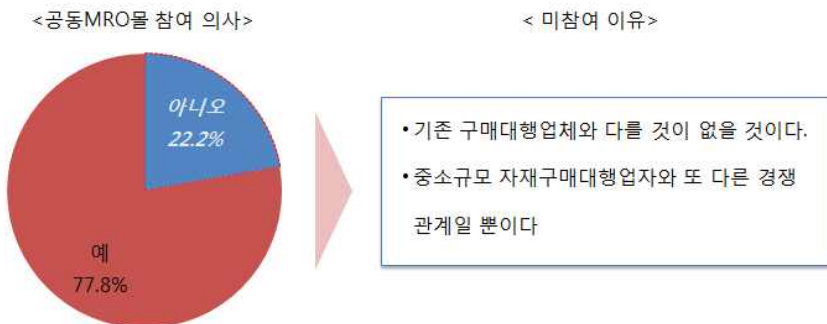 <공동MRO몰 참여 의사>
< 미참여 이유>
아니오
22.2%
예
77.8%
• 기존 구매대행업체와 다를 것이 없을 것이다.
• 중소규모 자재구매대행업자와 또 다른 경쟁
관계일 뿐이다